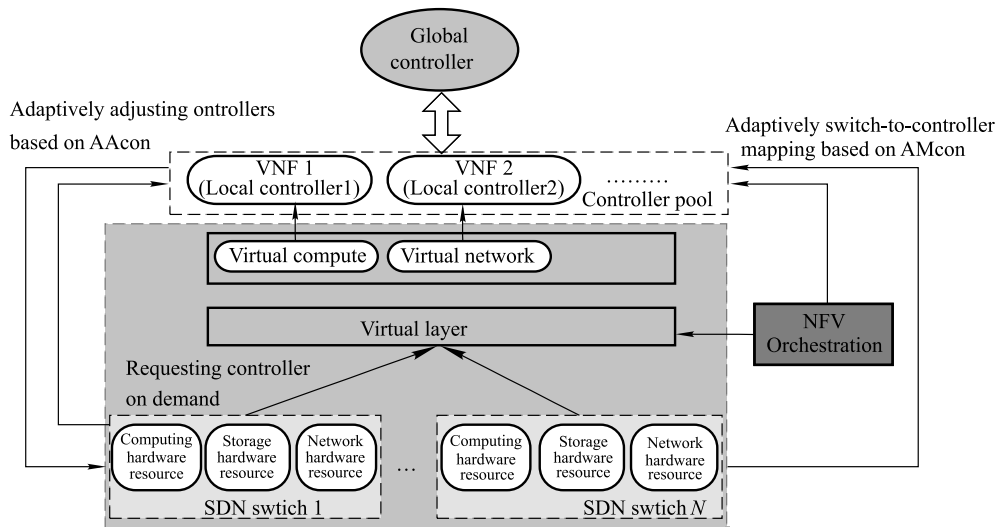 Global
controller
Adaptively adjusting ontrollers
based on AAcon
Adaptively switch-to-controller
mapping based on AMcon
VNF 1
(Local controller1)
VNF 2
(Local controller2)
.........
Controller pool
Virtual compute
Virtual network
Virtual layer
NFV
Orchestration
Requesting controller
on demand
Computing
hardware
resource
Storage
hardware
resource
Network
hardware
resource
SDN swtich 1
...
Computing
hardware
resource
Storage
hardware
resource
Network
hardware
resource
SDN swtich N